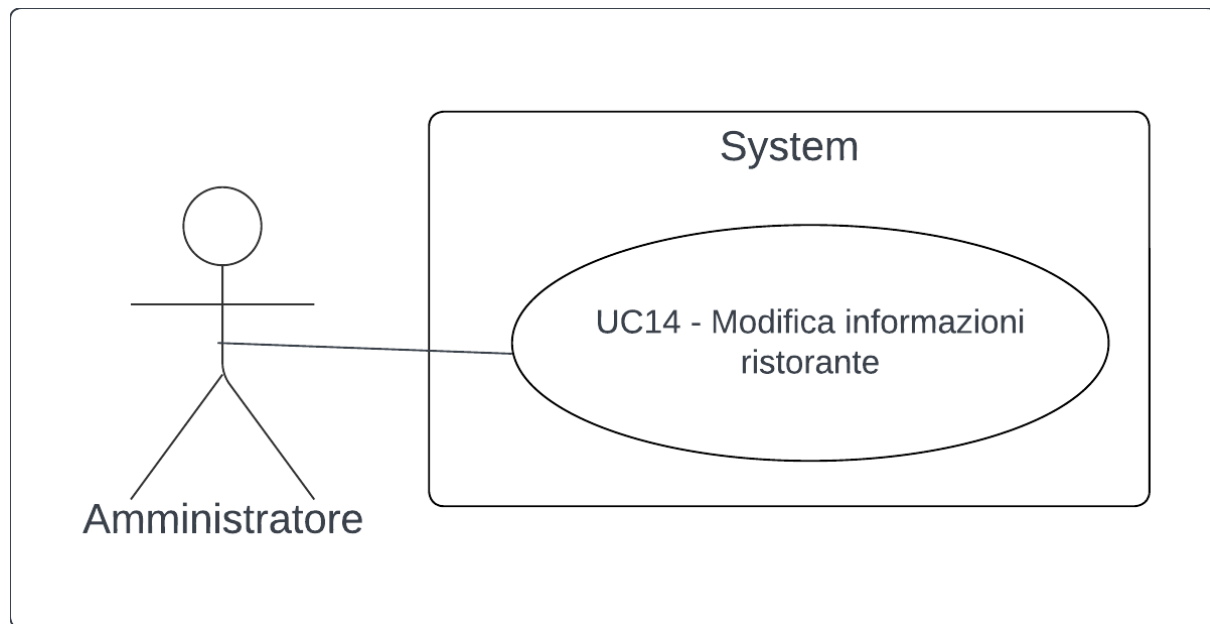 System
UC14 - Modifica informazioni
ristorante
Amministratore